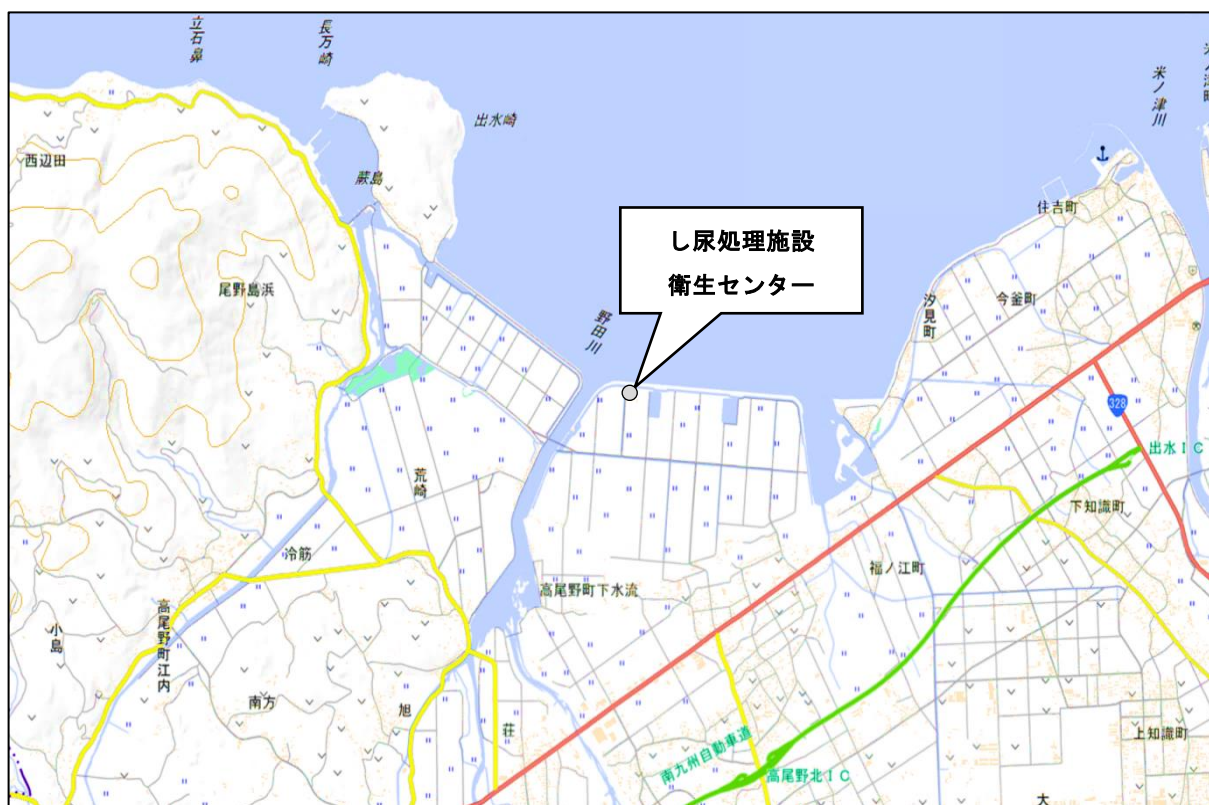 立石鼻
長万崎
米ノ津川
出水崎
西辺田
蕨島
住吉町
し尿処理施設
衛生センター
尾野島浜
野田川
汐見町
今釜町
328
出水IC
荒崎
下知識町
冷筋
福ノ江町
高尾野町下水流
高尾野町江内
小島
南方
旭
荘
上知識町
南九州自動車道
高尾野北IC
大